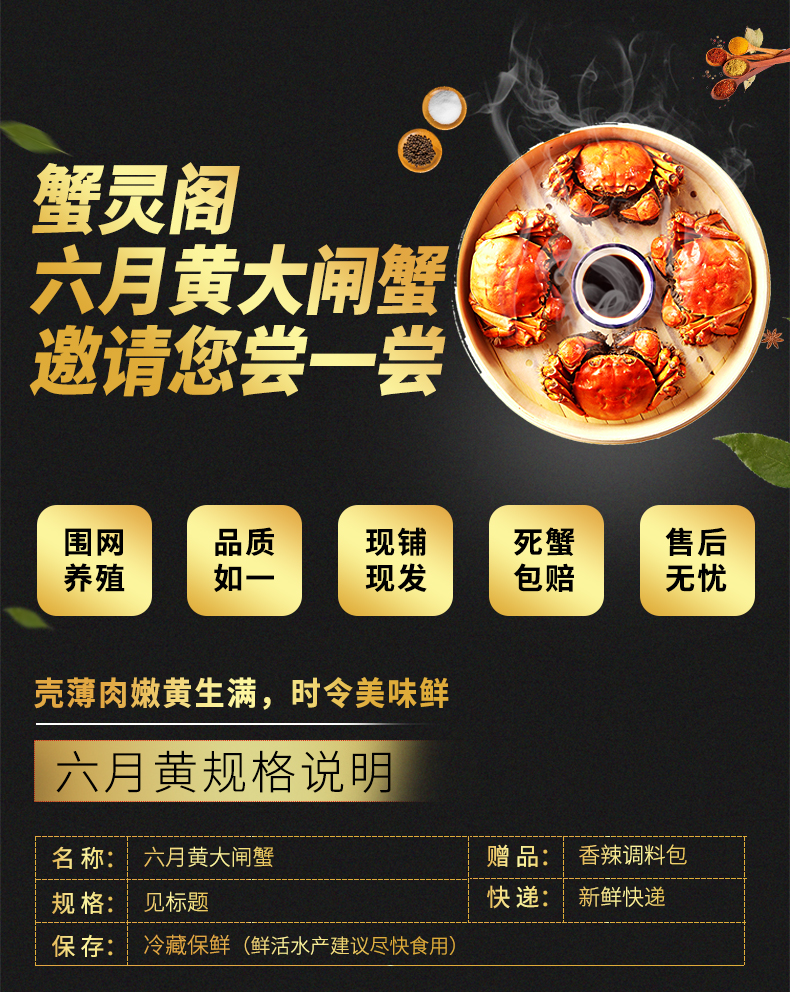 蟹灵阁
六月黄大闸蟹
邀请您尝一尝
围网
养殖
品质
如一
现铺
现发
死蟹
包赔
售后
无忧
壳薄肉嫩黄生满，时令美味鲜
六月黄规格说明
名 称： 六月黄大闸蟹 赠 品： 香辣调料包
规 格： 见标题 快 递： 新鲜快递
保 存： 冷藏保鲜（鲜活水产建议尽快食用）